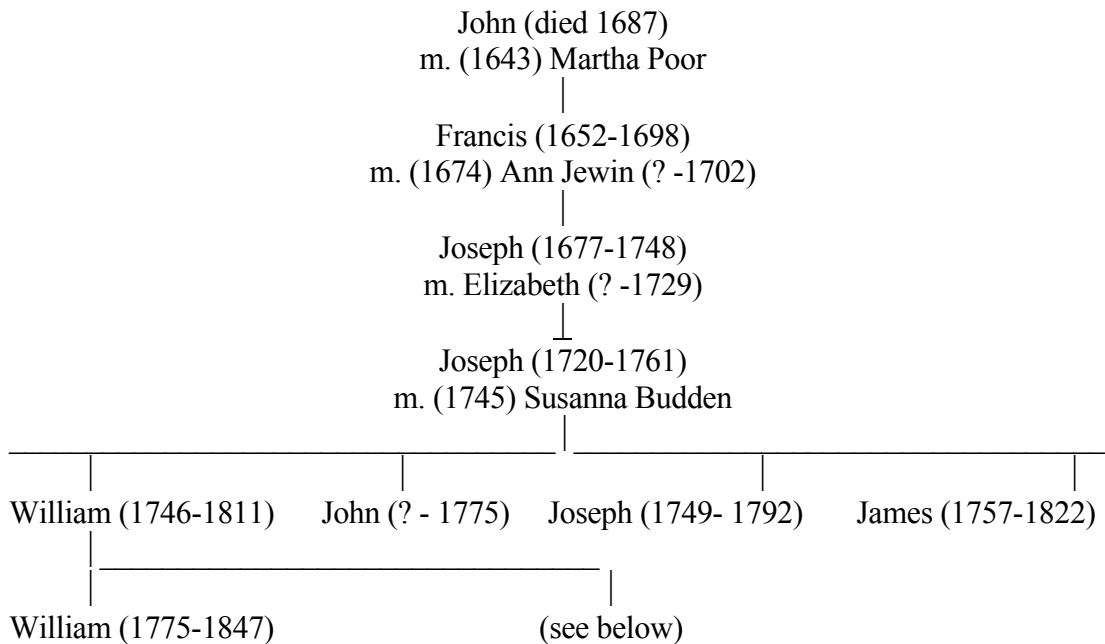 John (died 1687)
m. (1643) Martha Poor
Francis (1652-1698)
m. (1674) Ann Jewin (? -1702)
Joseph (1677-1748)
m. Elizabeth (? -1729)
Joseph (1720-1761)
m. (1745) Susanna Budden
William (1746-1811) John (? - 1775) Joseph (1749- 1792) James (1757-1822)
William (1775-1847) (see below)